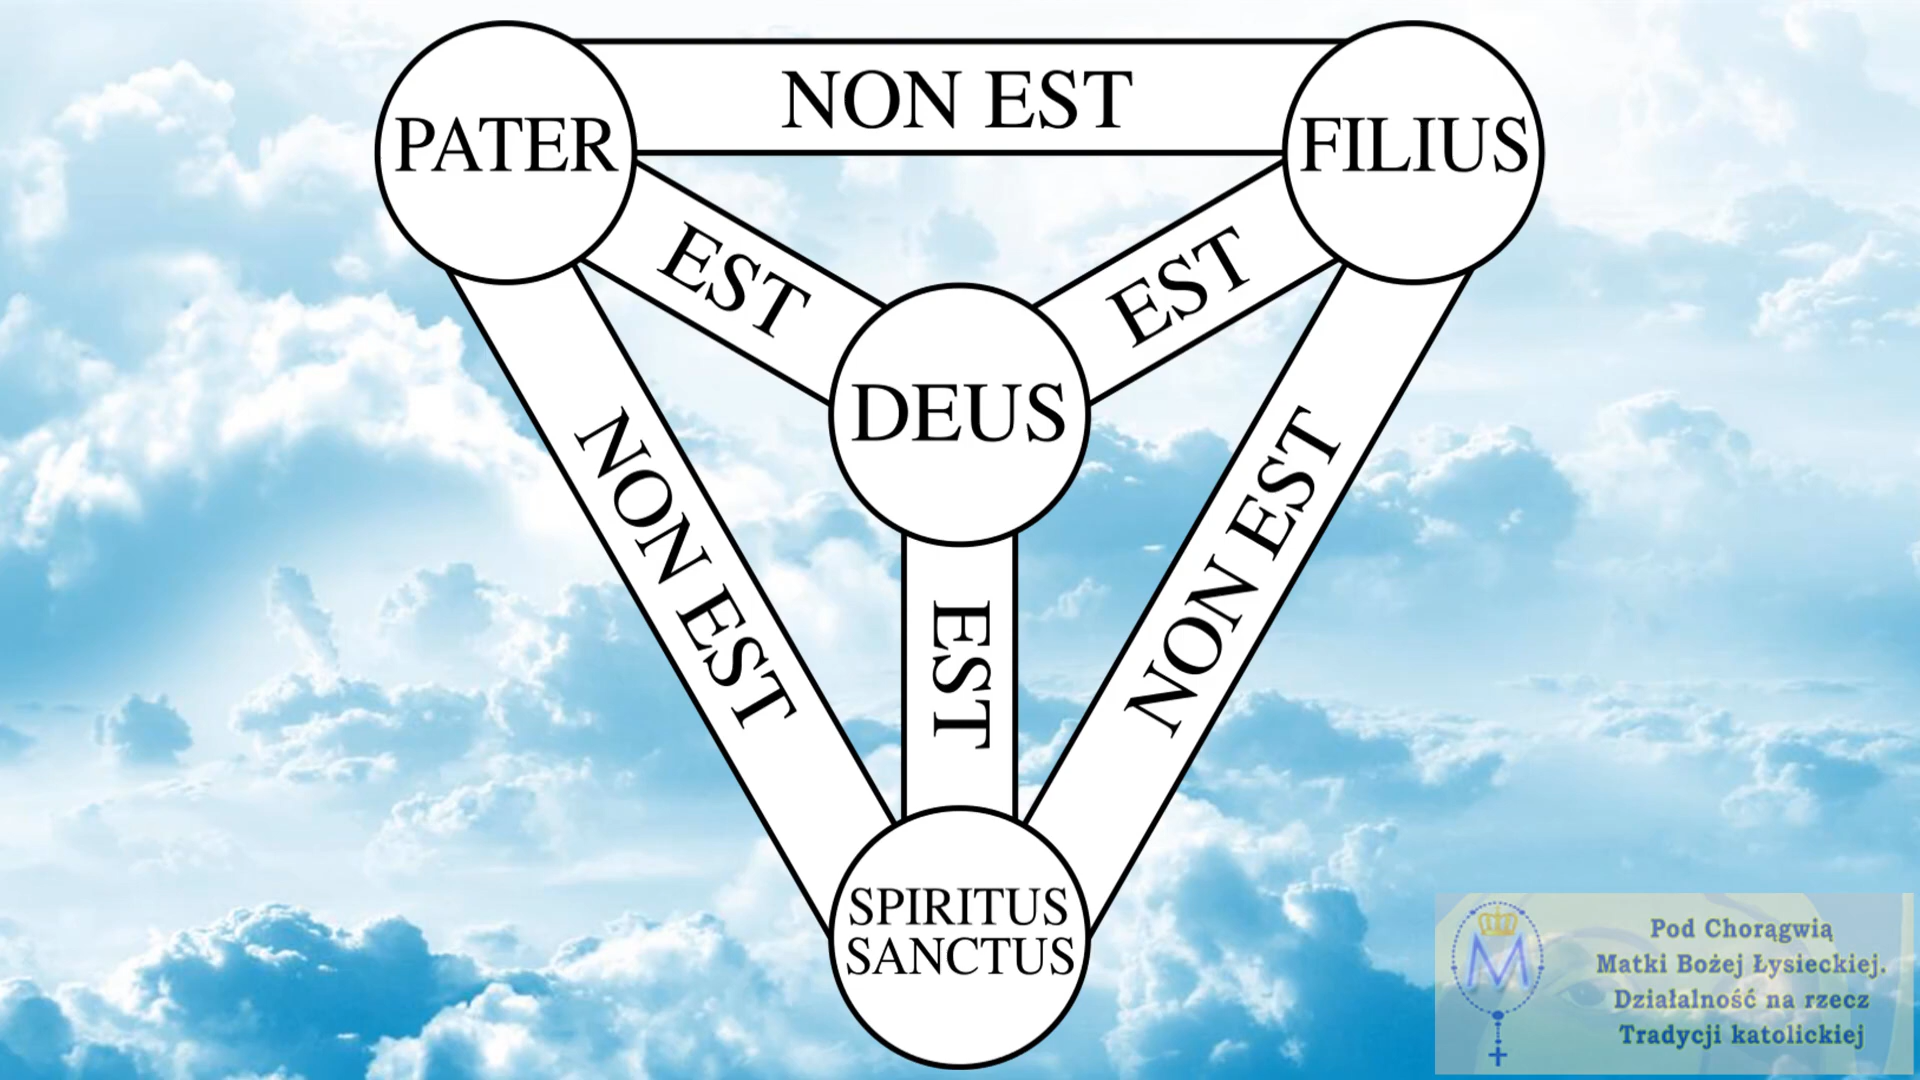 PATER
NON EST
FILIUS
EST
EST
DEUS
NON EST
EST
NON EST
SPIRITUS
SANCTUS
M
Pod Chorągwią
Matki Bożej Łysieckiej.
Działalność na rzecz
Tradycji katolickiej